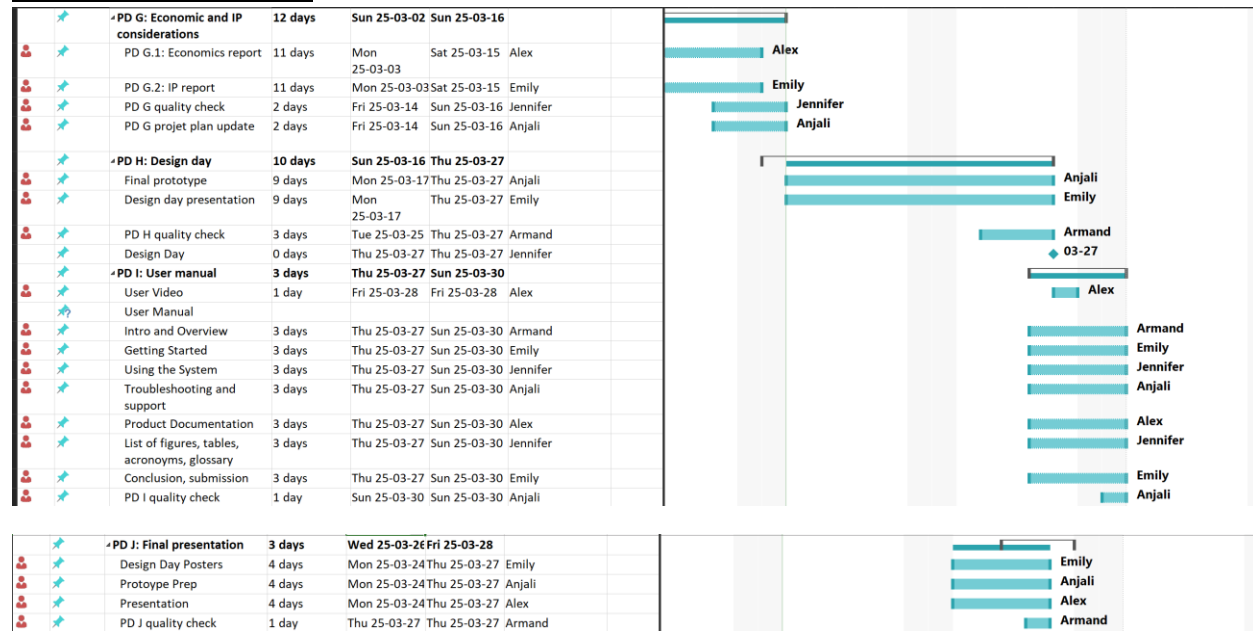 PD G: Economic and IP considerations 12 days Sun 25-03-02 Sun 25-03-16
PD G.1: Economics report 11 days Mon 25-03-03 Sat 25-03-15 Alex Alex
PD G.2: IP report 11 days Mon 25-03-03 Sat 25-03-15 Emily Emily
PD G quality check 2 days Fri 25-03-14 Sun 25-03-16 Jennifer Jennifer
PD G projet plan update 2 days Fri 25-03-14 Sun 25-03-16 Anjali Anjali
PD H: Design day 10 days Sun 25-03-16 Thu 25-03-27
Final prototype 9 days Mon 25-03-17 Thu 25-03-27 Anjali Anjali
Design day presentation 9 days Mon 25-03-17 Thu 25-03-27 Emily Emily
PD H quality check 3 days Tue 25-03-25 Thu 25-03-27 Armand Armand
Design Day 0 days Thu 25-03-27 Thu 25-03-27 Jennifer 03-27
PD I: User manual 3 days Thu 25-03-27 Sun 25-03-30
User Video 1 day Fri 25-03-28 Fri 25-03-28 Alex Alex
User Manual
Intro and Overview 3 days Thu 25-03-27 Sun 25-03-30 Armand Armand
Getting Started 3 days Thu 25-03-27 Sun 25-03-30 Emily Emily
Using the System 3 days Thu 25-03-27 Sun 25-03-30 Jennifer Jennifer
Troubleshooting and support 3 days Thu 25-03-27 Sun 25-03-30 Anjali Anjali
Product Documentation 3 days Thu 25-03-27 Sun 25-03-30 Alex Alex
List of figures, tables, acronoyms, glossary 3 days Thu 25-03-27 Sun 25-03-30 Jennifer Jennifer
Conclusion, submission 3 days Thu 25-03-27 Sun 25-03-30 Emily Emily
PD I quality check 1 day Sun 25-03-30 Sun 25-03-30 Anjali Anjali
PD J: Final presentation 3 days Wed 25-03-26 Fri 25-03-28
Design Day Posters 4 days Mon 25-03-24 Thu 25-03-27 Emily Emily
Protoype Prep 4 days Mon 25-03-24 Thu 25-03-27 Anjali Anjali
Presentation 4 days Mon 25-03-24 Thu 25-03-27 Alex Alex
PD J quality check 1 day Thu 25-03-27 Thu 25-03-27 Armand Armand